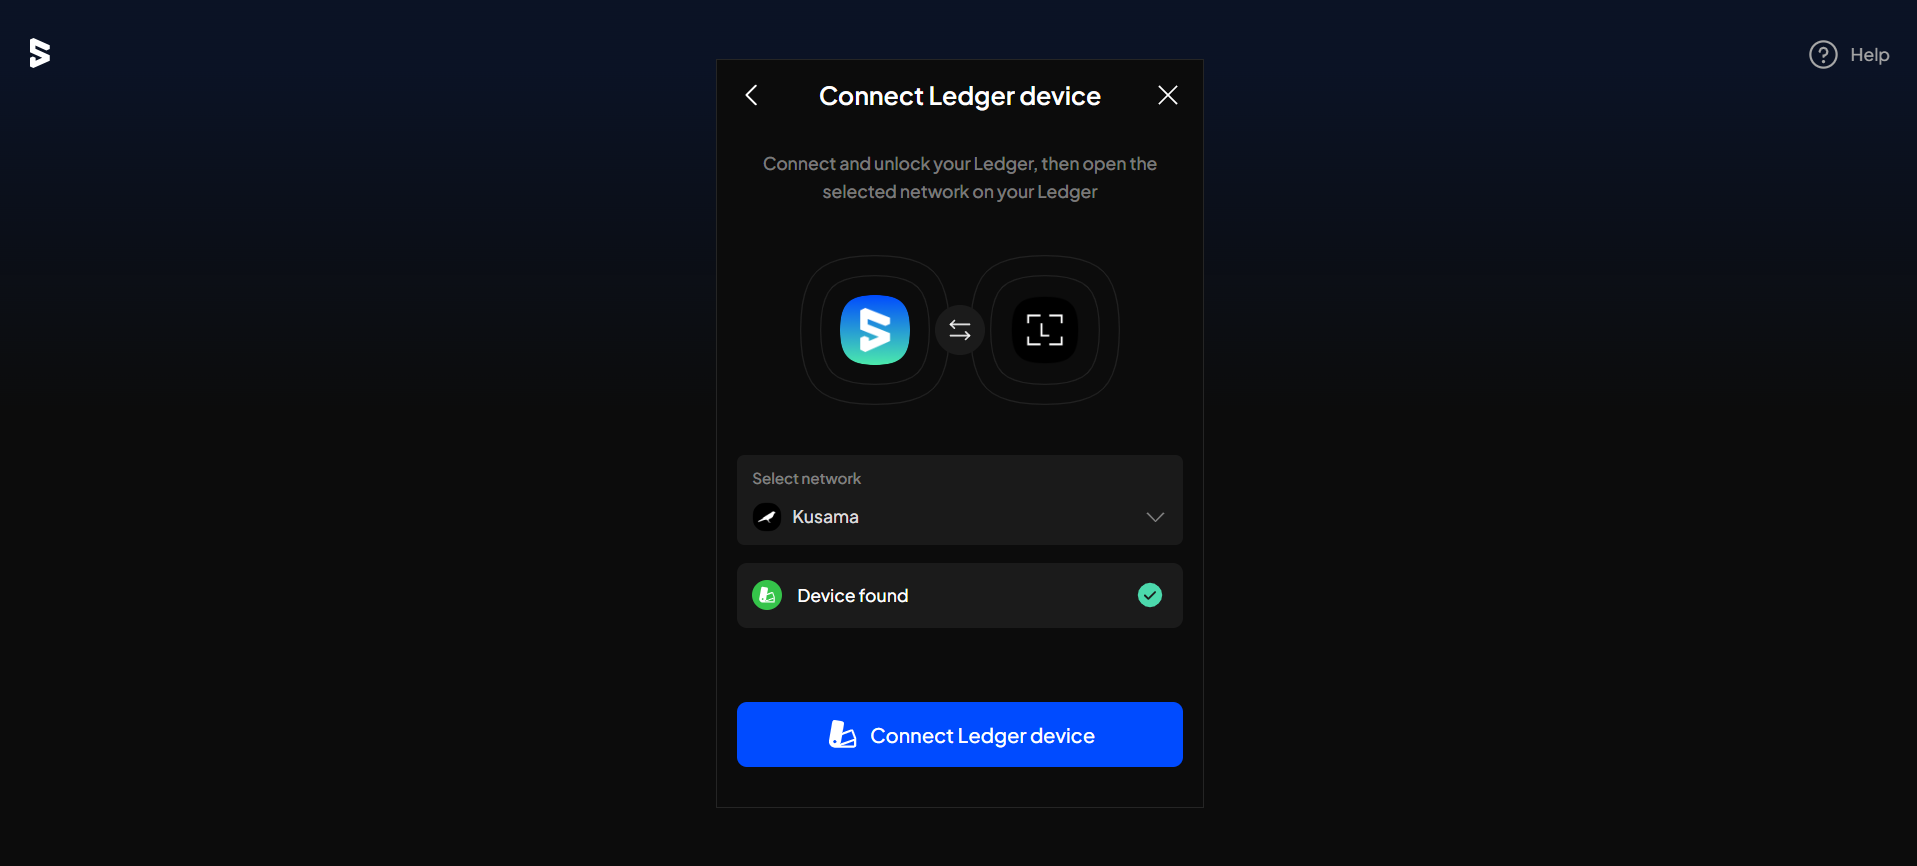 Help
Connect Ledger device
Connect and unlock your Ledger, then open the
selected network on your Ledger
Select network
Kusama
Device found
Connect Ledger device